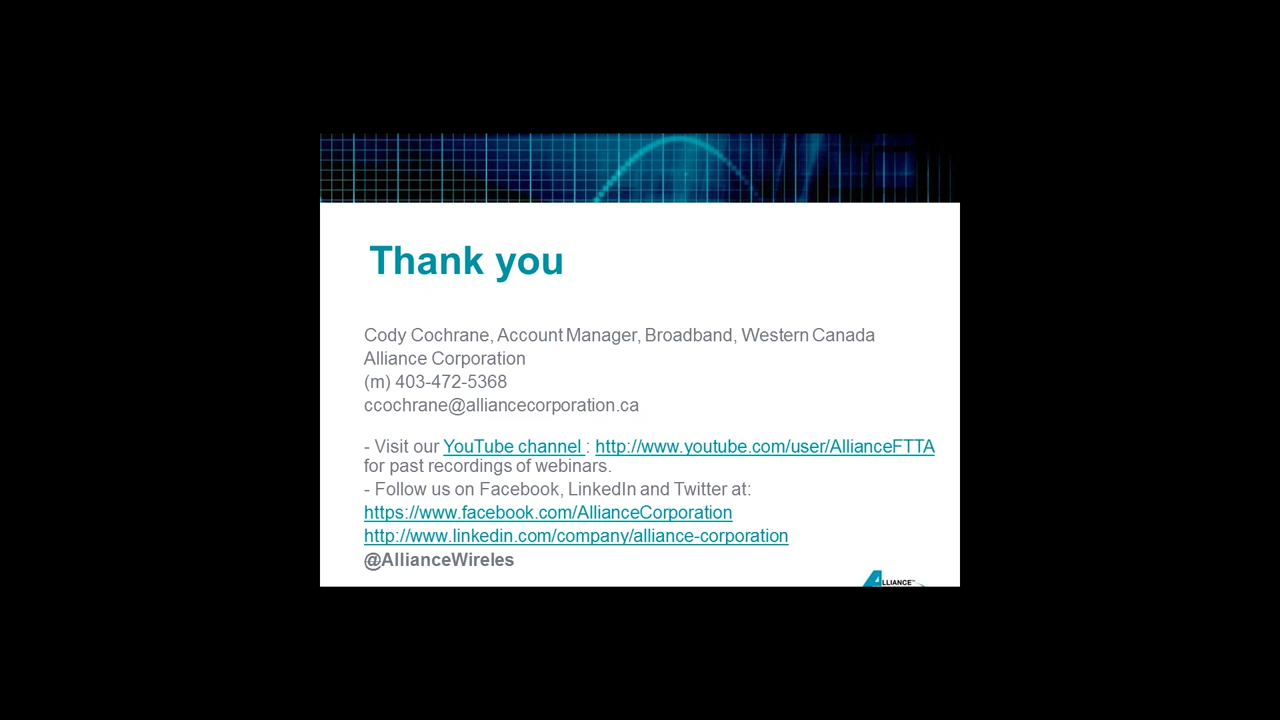 Thank you
Cody Cochrane, Account Manager, Broadband, Western Canada
Alliance Corporation
(m) 403-472-5368
ccochrane@alliancecorporation.ca
- Visit our YouTube channel : http://www.youtube.com/user/AllianceFTTA
for past recordings of webinars.
- Follow us on Facebook, LinkedIn and Twitter at:
https://www.facebook.com/AllianceCorporation
http://www.linkedin.com/company/alliance-corporation
@AllianceWireles
ALLIANCE™